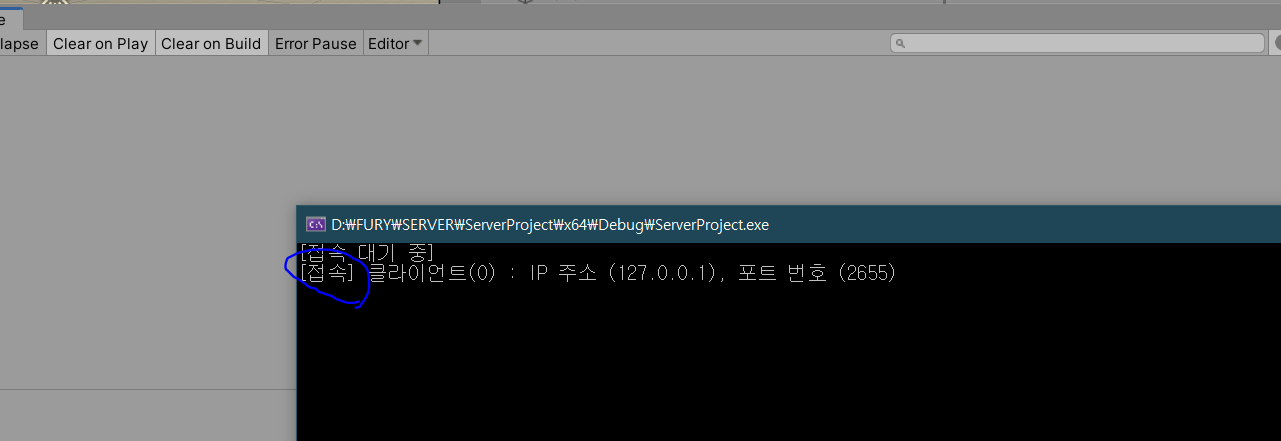 e
lapse Clear on Play Clear on Build Error Pause Editor
D:₩FURY₩SERVER₩ServerProject₩x64₩Debug₩ServerProject.exe
[접속 대기 중]
[접속] 클라이언트(0) : IP 주소 (127.0.0.1), 포트 번호 (2655)